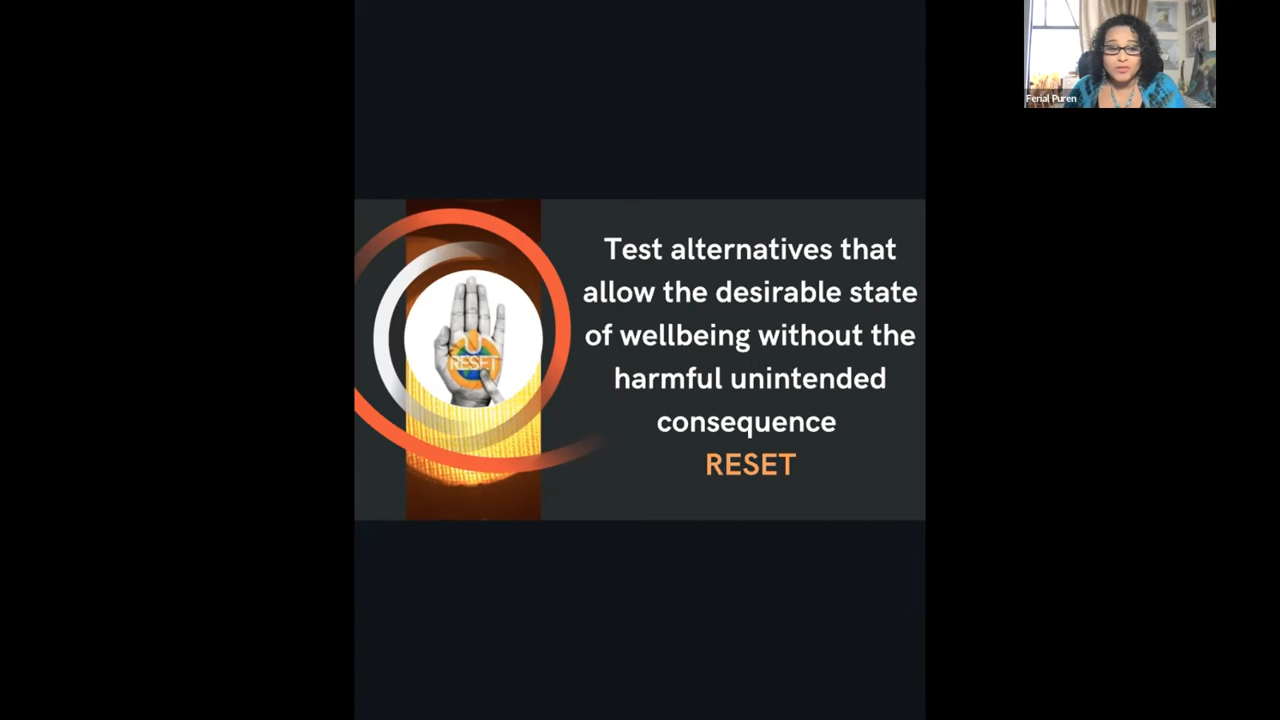 Ferial Puren
RESET
Test alternatives that
allow the desirable state
of wellbeing without the
harmful unintended
consequence
RESET